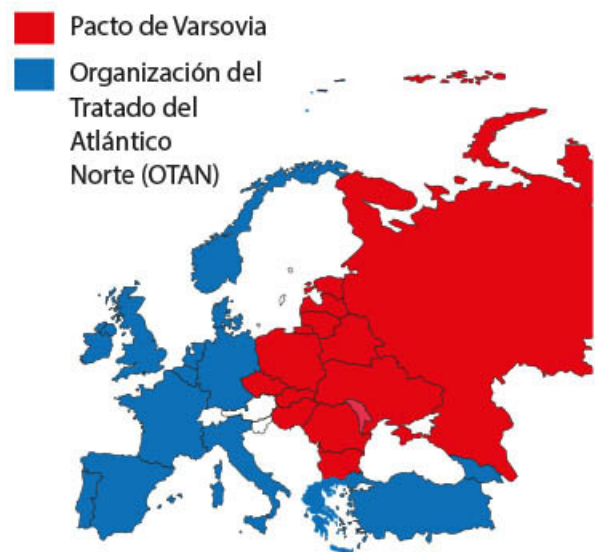 Pacto de Varsovia
Organización del
Tratado del
Atlántico
Norte (OTAN)